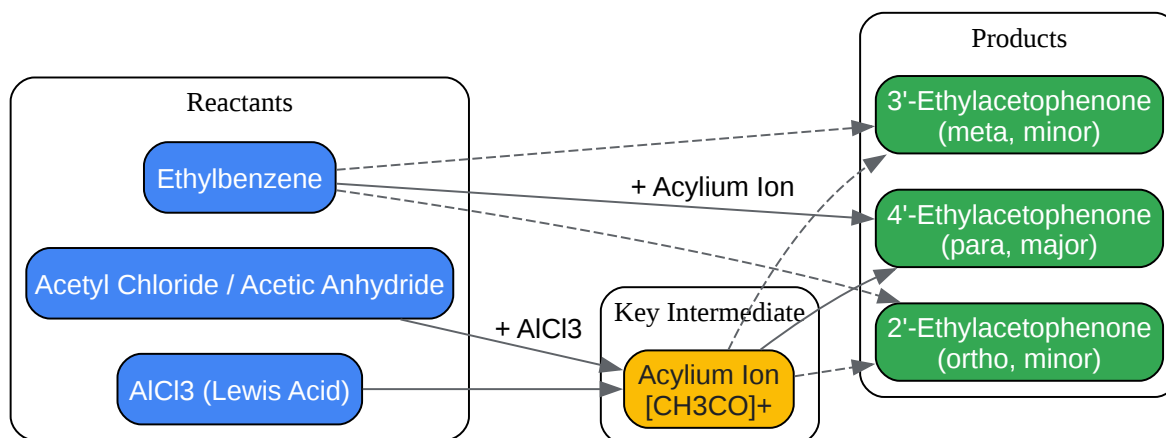 Reactants
Ethylbenzene
Acetyl Chloride / Acetic Anhydride
AlCl3 (Lewis Acid)
+ Acylium Ion
+ AlCl3
Key Intermediate
Acylium Ion
[CH3CO]+
Products
3'-Ethylacetophenone
(meta, minor)
4'-Ethylacetophenone
(para, major)
2'-Ethylacetophenone
(ortho, minor)